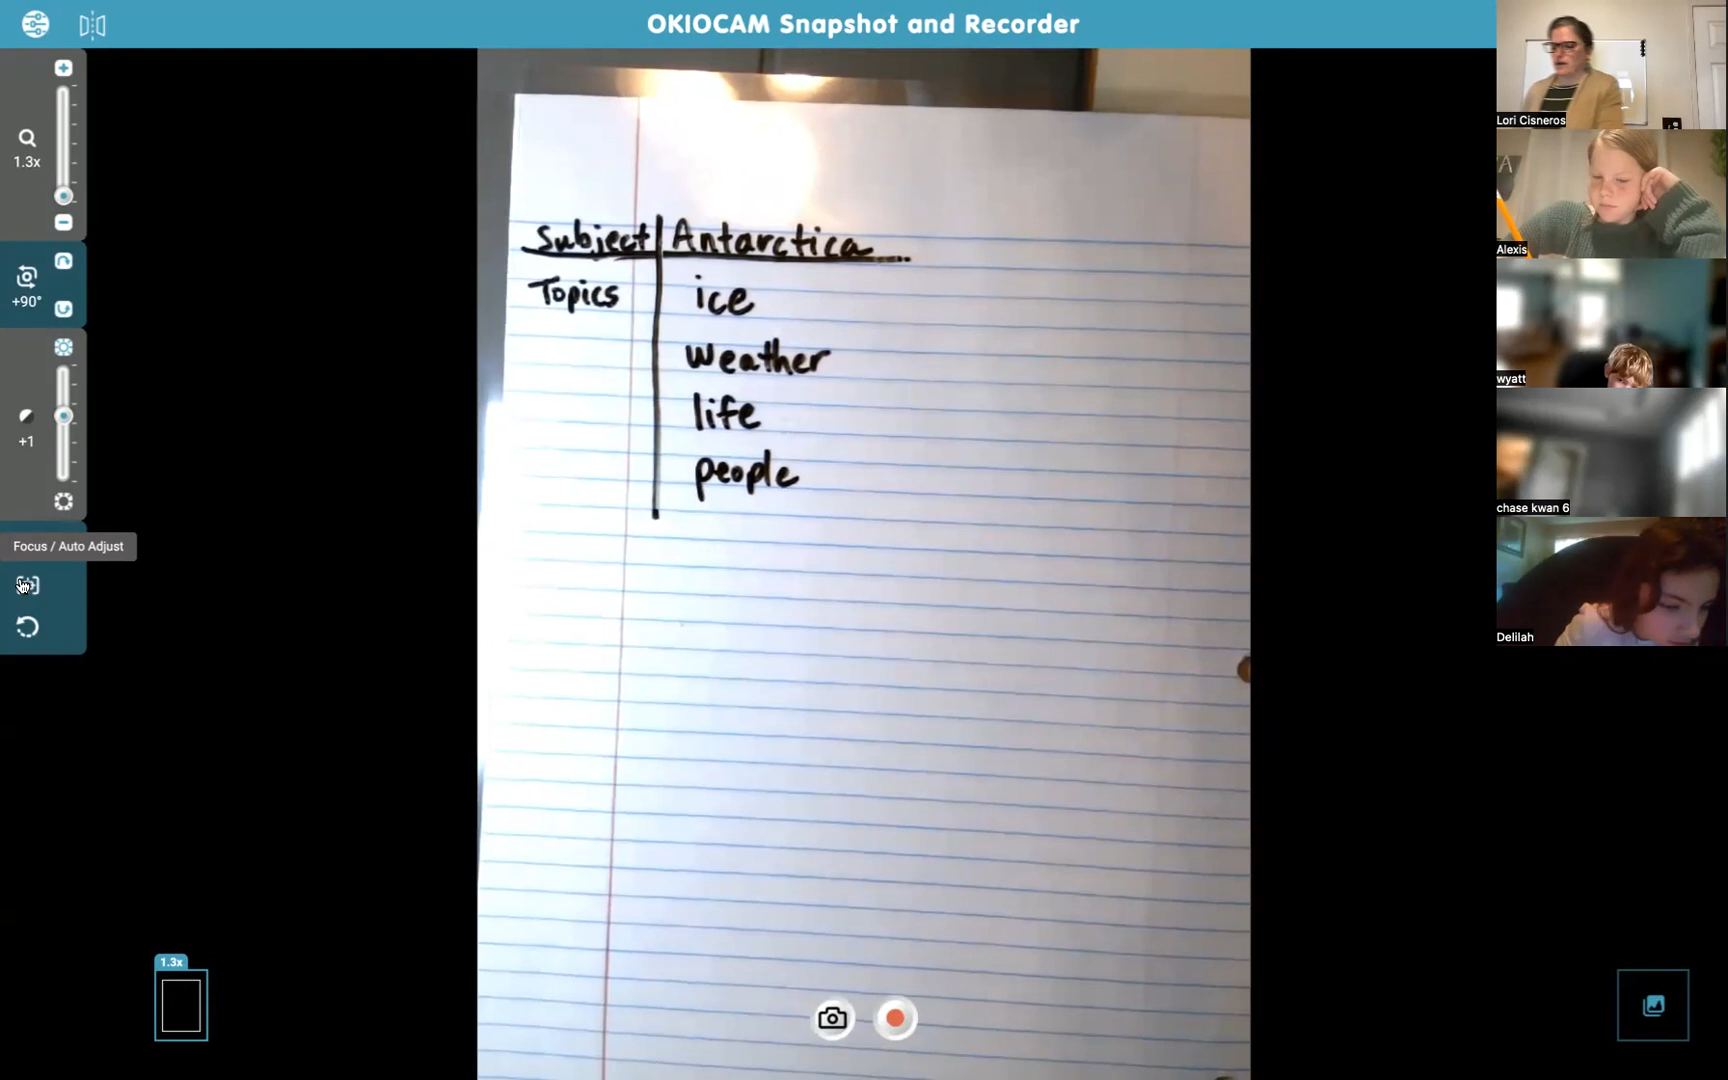 OKIOCAM Snapshot and Recorder
1.3x
+90°
+1
Focus / Auto Adjust
Subject Antarctica
Topics ice
weather
life
people
1.3x
Lori Cisneros
Alexis
wyatt
chase kwan 6
Delilah